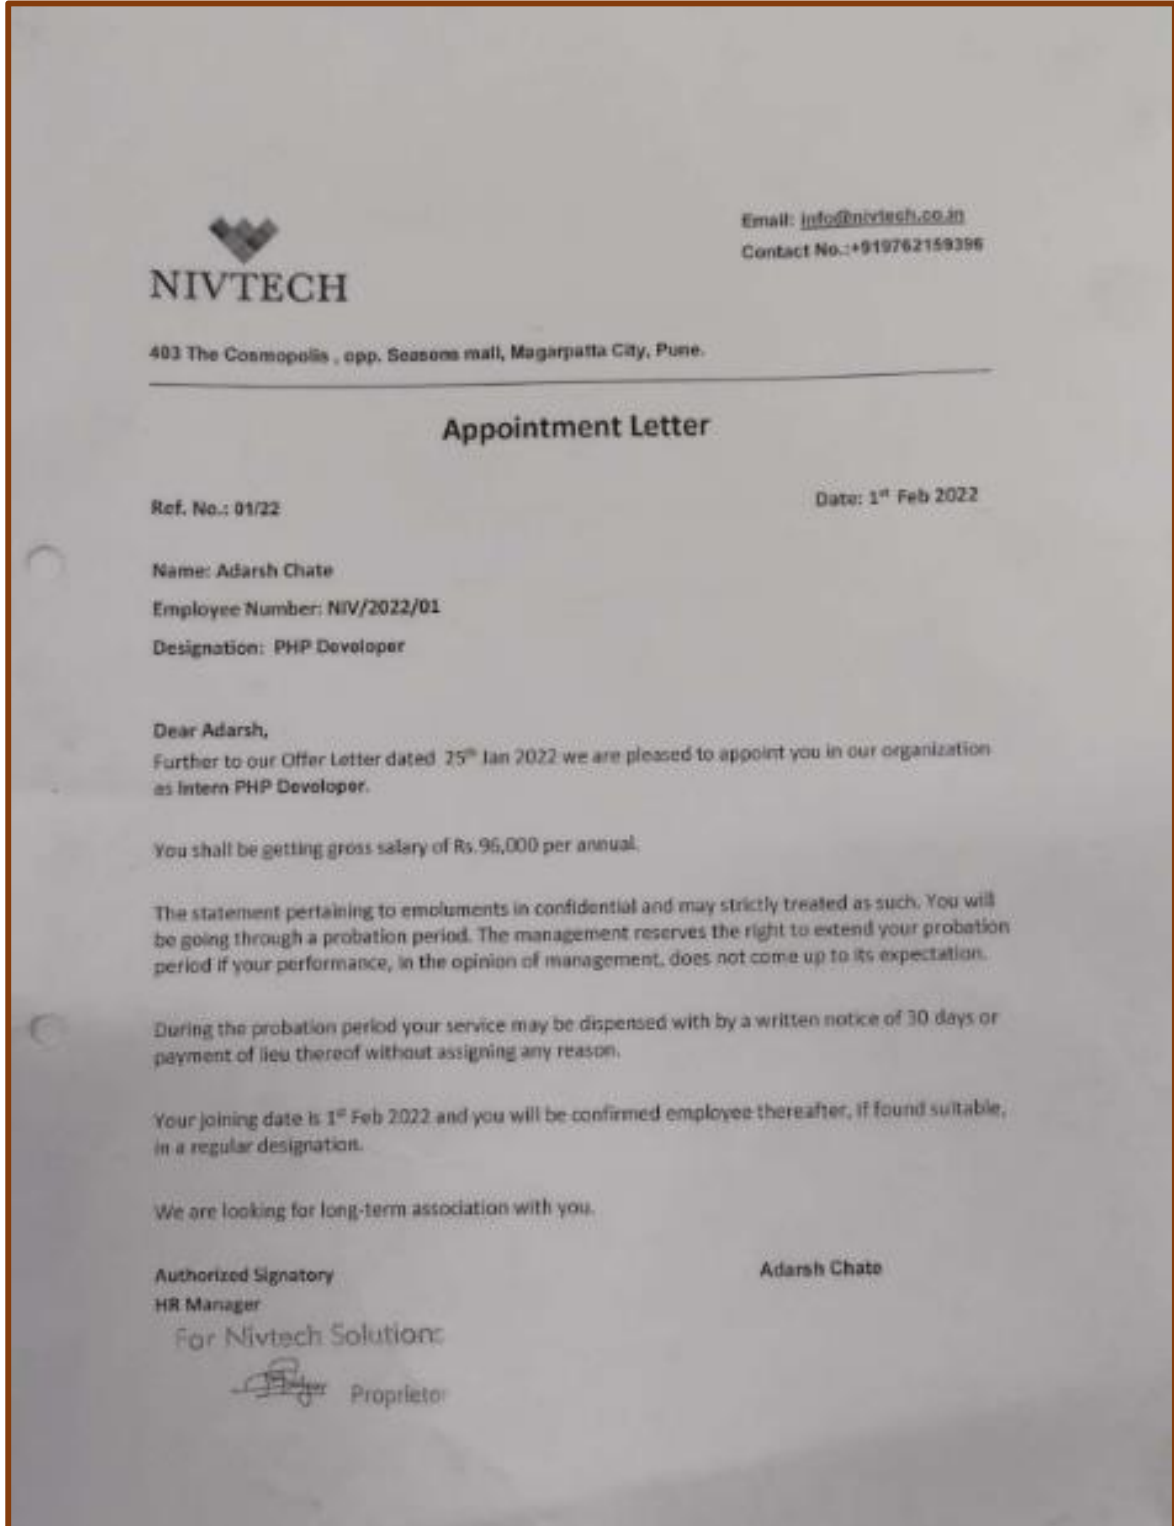 NIVTECH
Email: info@nivtech.co.in
Contact No.:+919762159396
403 The Cosmopolis , opp. Seasons mall, Magarpatta City, Pune.
Appointment Letter
Ref. No.: 01/22
Date: 1st Feb 2022
Name: Adarsh Chate
Employee Number: NIV/2022/01
Designation: PHP Developer
Dear Adarsh,
Further to our Offer Letter dated 25th Jan 2022 we are pleased to appoint you in our organization
as Intern PHP Developer.
You shall be getting gross salary of Rs.96,000 per annual.
The statement pertaining to emoluments in confidential and may strictly treated as such. You will
be going through a probation period. The management reserves the right to extend your probation
period if your performance, in the opinion of management, does not come up to its expectation.
During the probation period your service may be dispensed with by a written notice of 30 days or
payment of lieu thereof without assigning any reason.
Your joining date is 1st Feb 2022 and you will be confirmed employee thereafter, if found suitable,
in a regular designation.
We are looking for long-term association with you.
Authorized Signatory
Adarsh Chate
HR Manager
For Nivtech Solutions
Proprietor